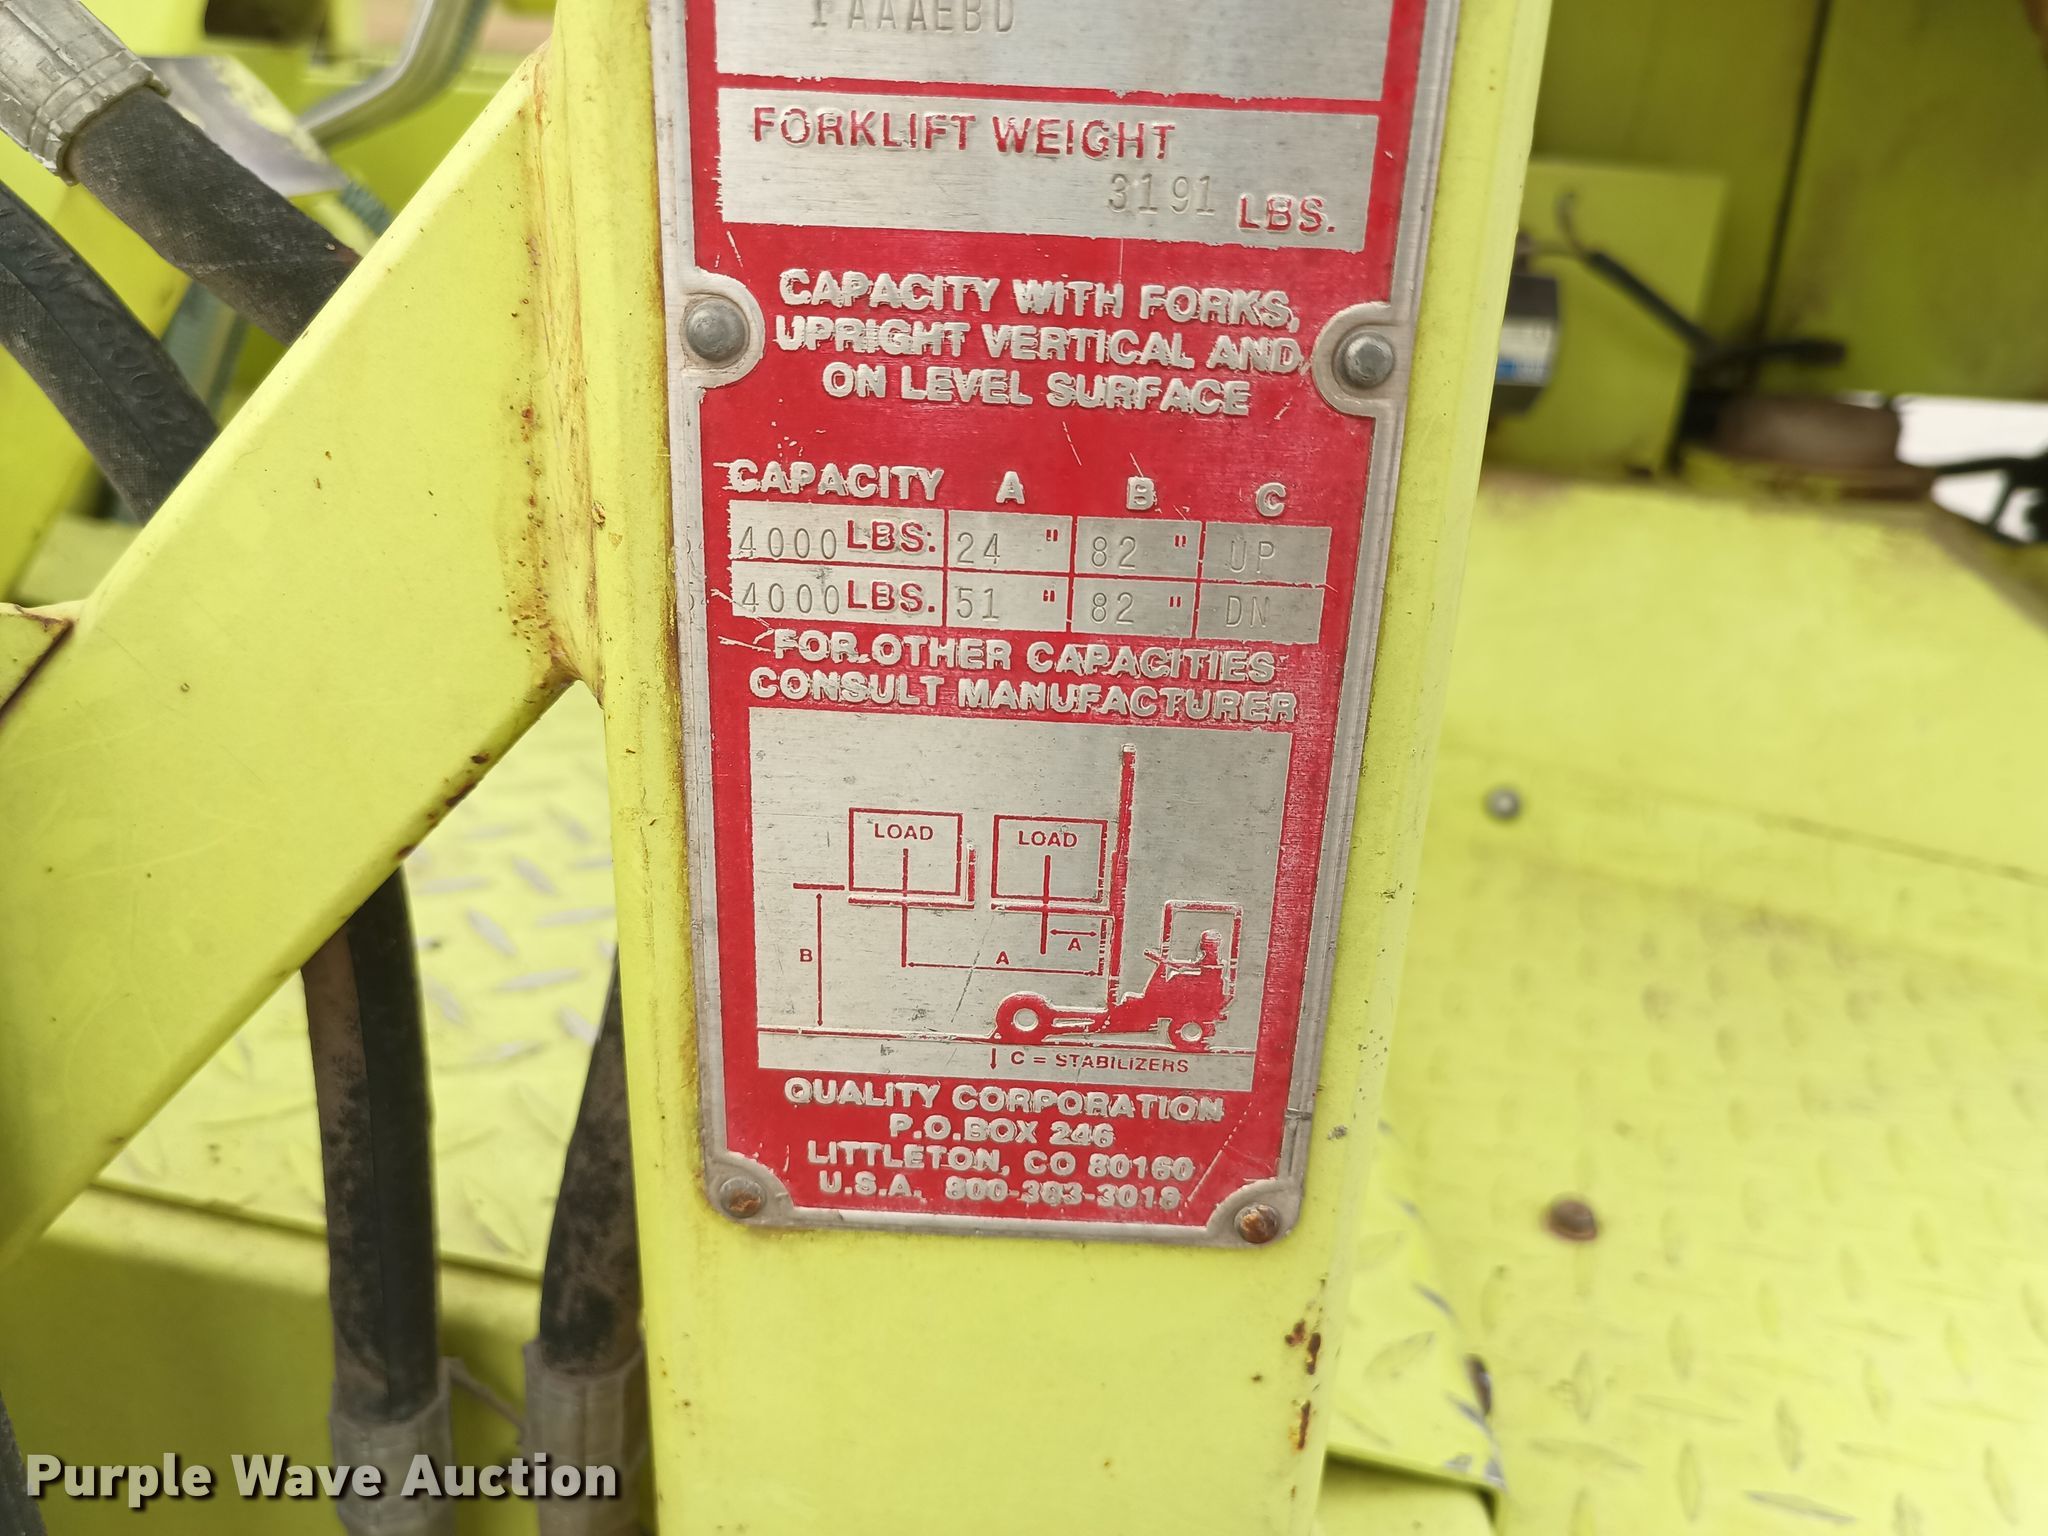 1AAAEBD
FORKLIFT WEIGHT
3191 LBS.
CAPACITY WITH FORKS,
UPRIGHT VERTICAL AND
ON LEVEL SURFACE
CAPACITY A B C
4000 LBS. 24 " 82 " UP
4000 LBS. 51 " 82 " DN
FOR OTHER CAPACITIES
CONSULT MANUFACTURER
LOAD LOAD
A
B A
C = STABILIZERS
QUALITY CORPORATION
P.O. BOX 246
LITTLETON, CO 80160
U.S.A. 800-383-3018
Purple Wave Auction